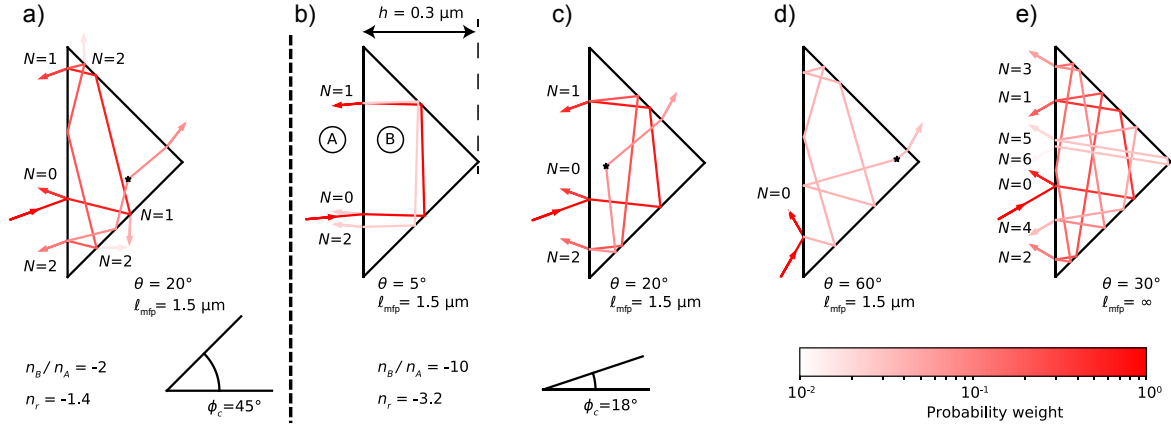 a)
N=1
N=2
N=0
N=1
N=2
N=2
θ = 20°
ℓmfp= 1.5 μm
nB / nA = -2
nr = -1.4
ϕc=45°
b)
h = 0.3 μm
N=1
A
B
N=0
N=2
θ = 5°
ℓmfp= 1.5 μm
nB / nA = -10
nr = -3.2
c)
N=1
N=0
N=2
θ = 20°
ℓmfp= 1.5 μm
ϕc=18°
d)
N=0
θ = 60°
ℓmfp= 1.5 μm
e)
N=3
N=1
N=5
N=6
N=0
N=4
N=2
θ = 30°
ℓmfp= ∞
10⁻² 10⁻¹ 10⁰
Probability weight